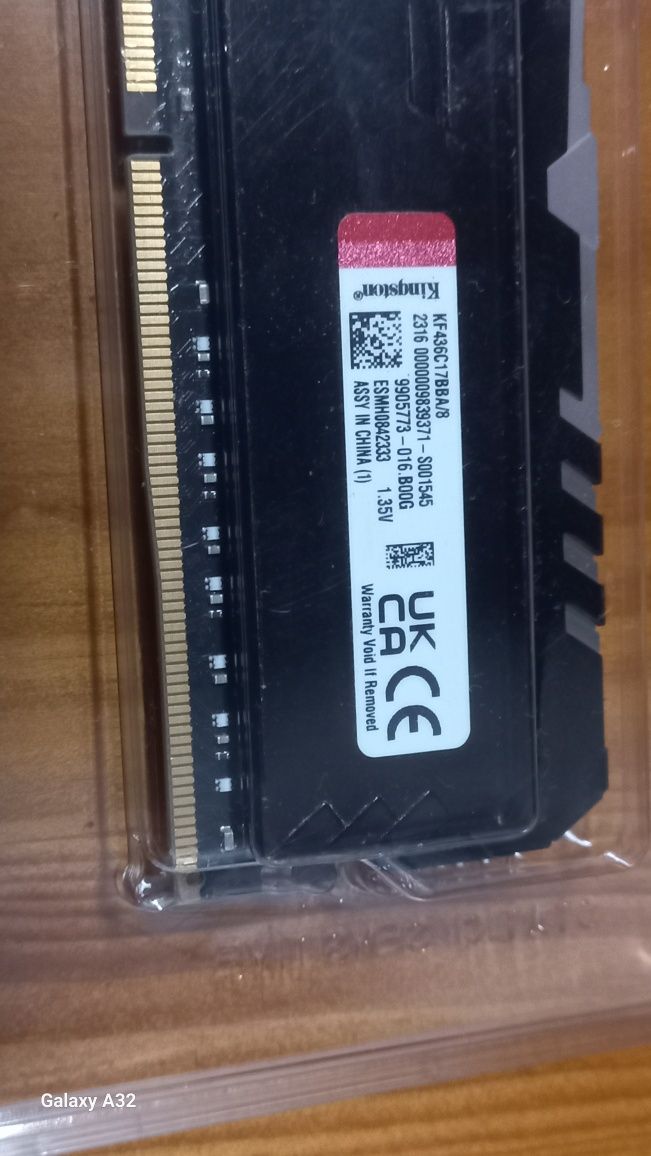 Kingston®
KF436C17BBA/8
2316 0000009839371-S001545
9905773-016.B00G
ESMH0842333 1.35V
ASSY IN CHINA (1)
UK
CA
CE
Warranty Void If Removed
Galaxy A32